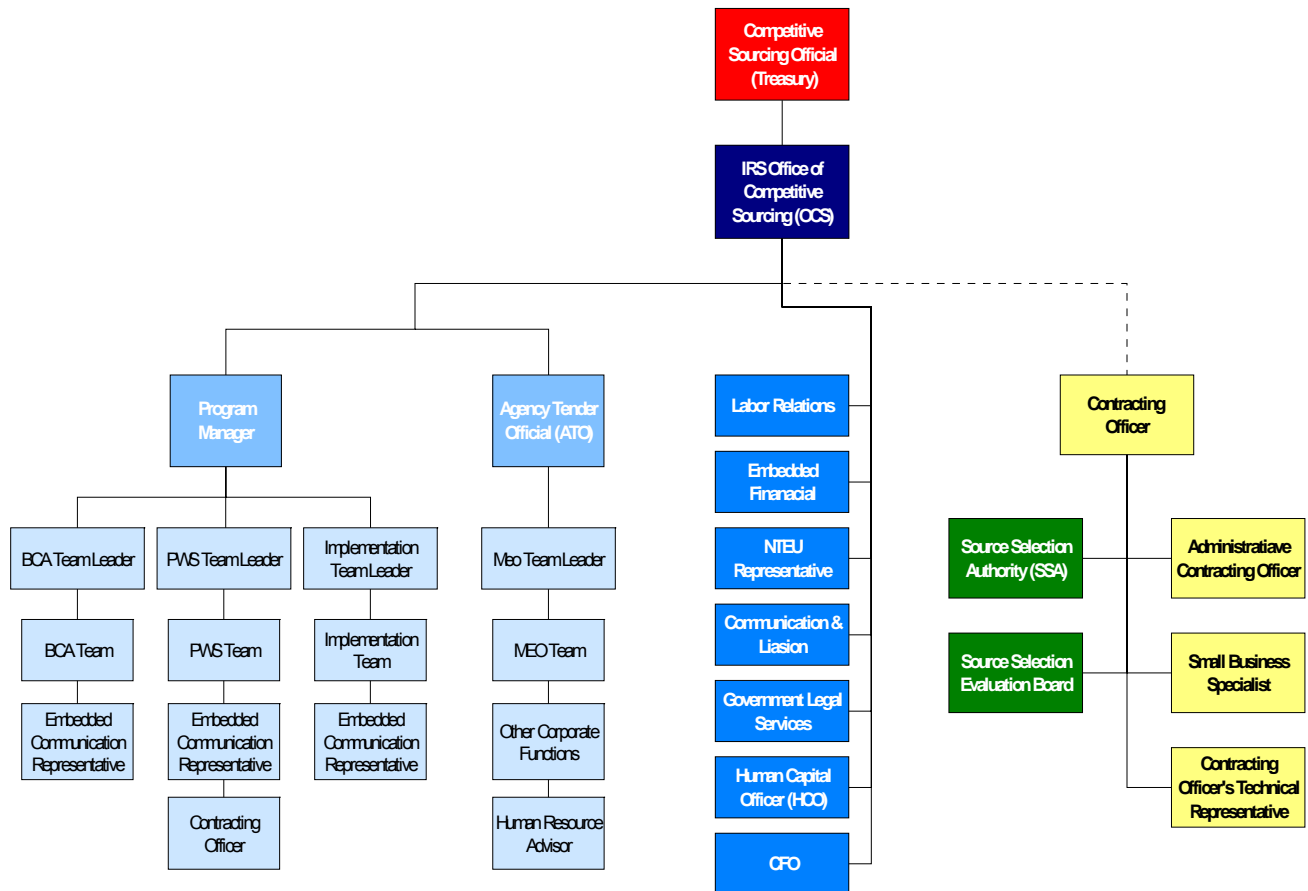 Competitive
Sourcing Official
(Treasury)
IRS Office of
Competitive
Sourcing (OCS)
Program
Manager
Agency Tender
Official (ATO)
Labor Relations
Contracting
Officer
Embedded
Finanacial
BCA Team Leader
PWS Team Leader
Implementation
Team Leader
Meo Team Leader
NTEU
Representative
Source Selection
Authority (SSA)
Administratiave
Contracting Officer
BCA Team
PWS Team
Implementation
Team
MEO Team
Communication &
Liasion
Source Selection
Evaluation Board
Small Business
Specialist
Embedded
Communication
Representative
Embedded
Communication
Representative
Embedded
Communication
Representative
Other Corporate
Functions
Government Legal
Services
Human Capital
Officer (HCO)
Contracting
Officer's Technical
Representative
Contracting
Officer
Human Resource
Advisor
CFO